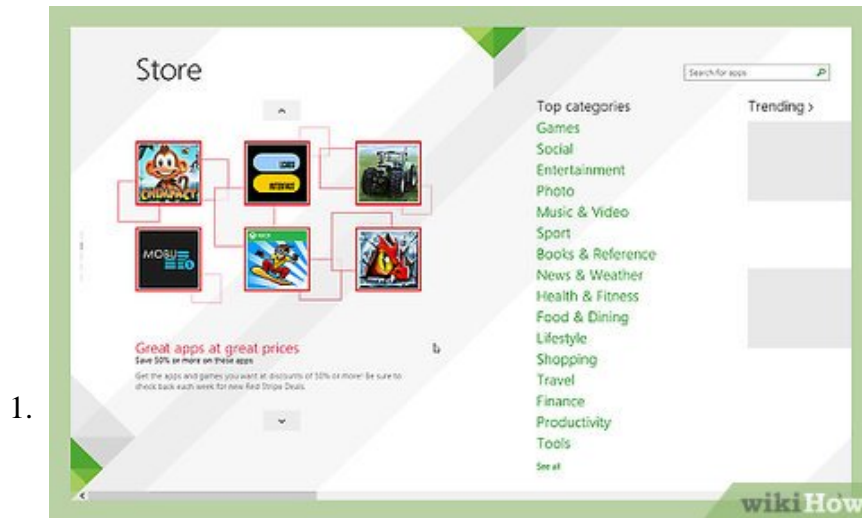 1.
Store
Search for apps
CHIMPACT
XBOX
Great apps at great prices
Save 50% or more on these apps
Get the apps and games you want at discounts of 50% or more! Be sure to
check back each week for new Red Stripe Deals.
Top categories
Games
Social
Entertainment
Photo
Music & Video
Sport
Books & Reference
News & Weather
Health & Fitness
Food & Dining
Lifestyle
Shopping
Travel
Finance
Productivity
Tools
See all
Trending >
wikiHow